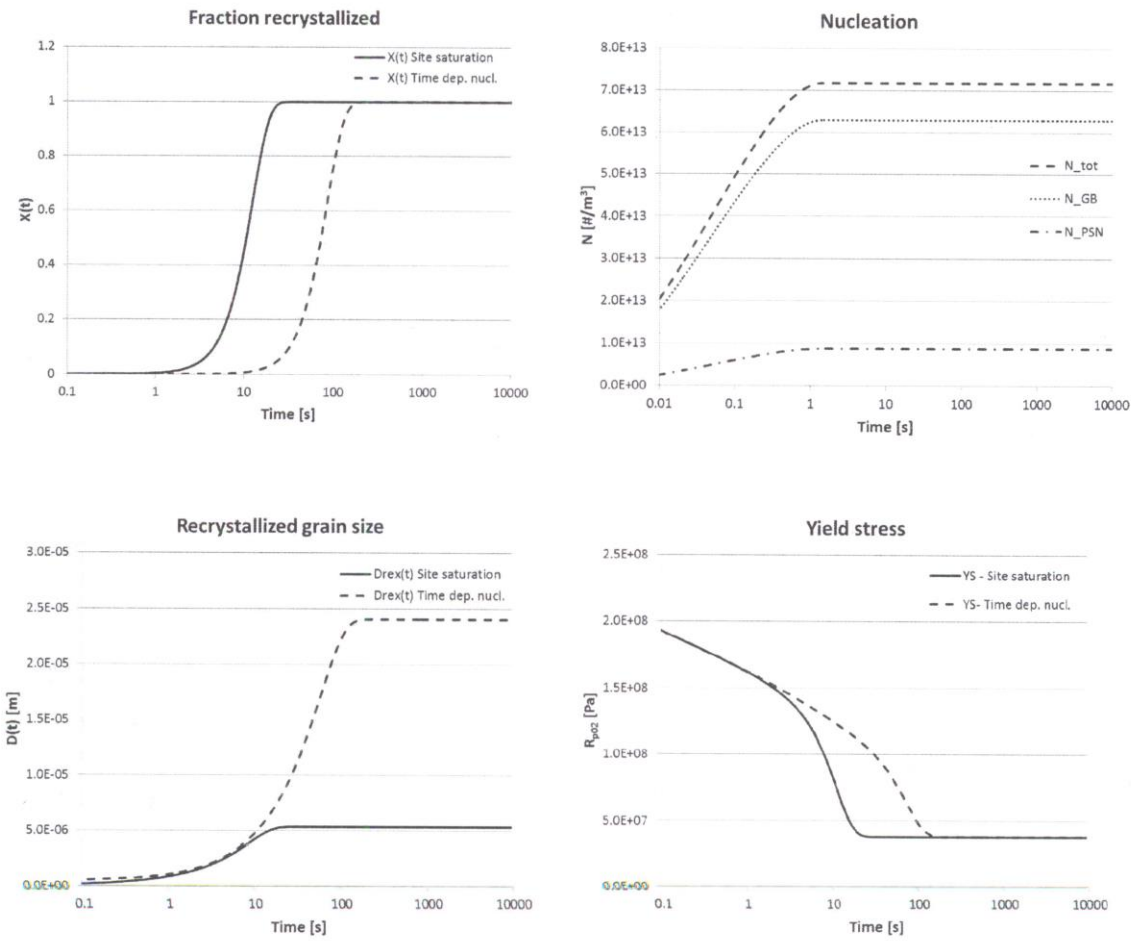 Fraction recrystallized
1.2
1
0.8
0.6
0.4
0.2
0
X(t)
X(t) Site saturation
X(t) Time dep. nucl.
0.1 1 10 100 1000 10000
Time [s]
Nucleation
8.0E+13
7.0E+13
6.0E+13
5.0E+13
4.0E+13
3.0E+13
2.0E+13
1.0E+13
0.0E+00
N [#/m³]
N_tot
N_GB
N_PSN
0.01 0.1 1 10 100 1000 10000
Time [s]
Recrystallized grain size
3.0E-05
2.5E-05
2.0E-05
1.5E-05
1.0E-05
5.0E-06
0.0E+00
D(t) [m]
Drex(t) Site saturation
Drex(t) Time dep. nucl.
0.1 1 10 100 1000 10000
Time [s]
Yield stress
2.5E+08
2.0E+08
1.5E+08
1.0E+08
5.0E+07
0.0E+00
Rp02 [Pa]
YS - Site saturation
YS- Time dep. nucl.
0.1 1 10 100 1000 10000
Time [s]